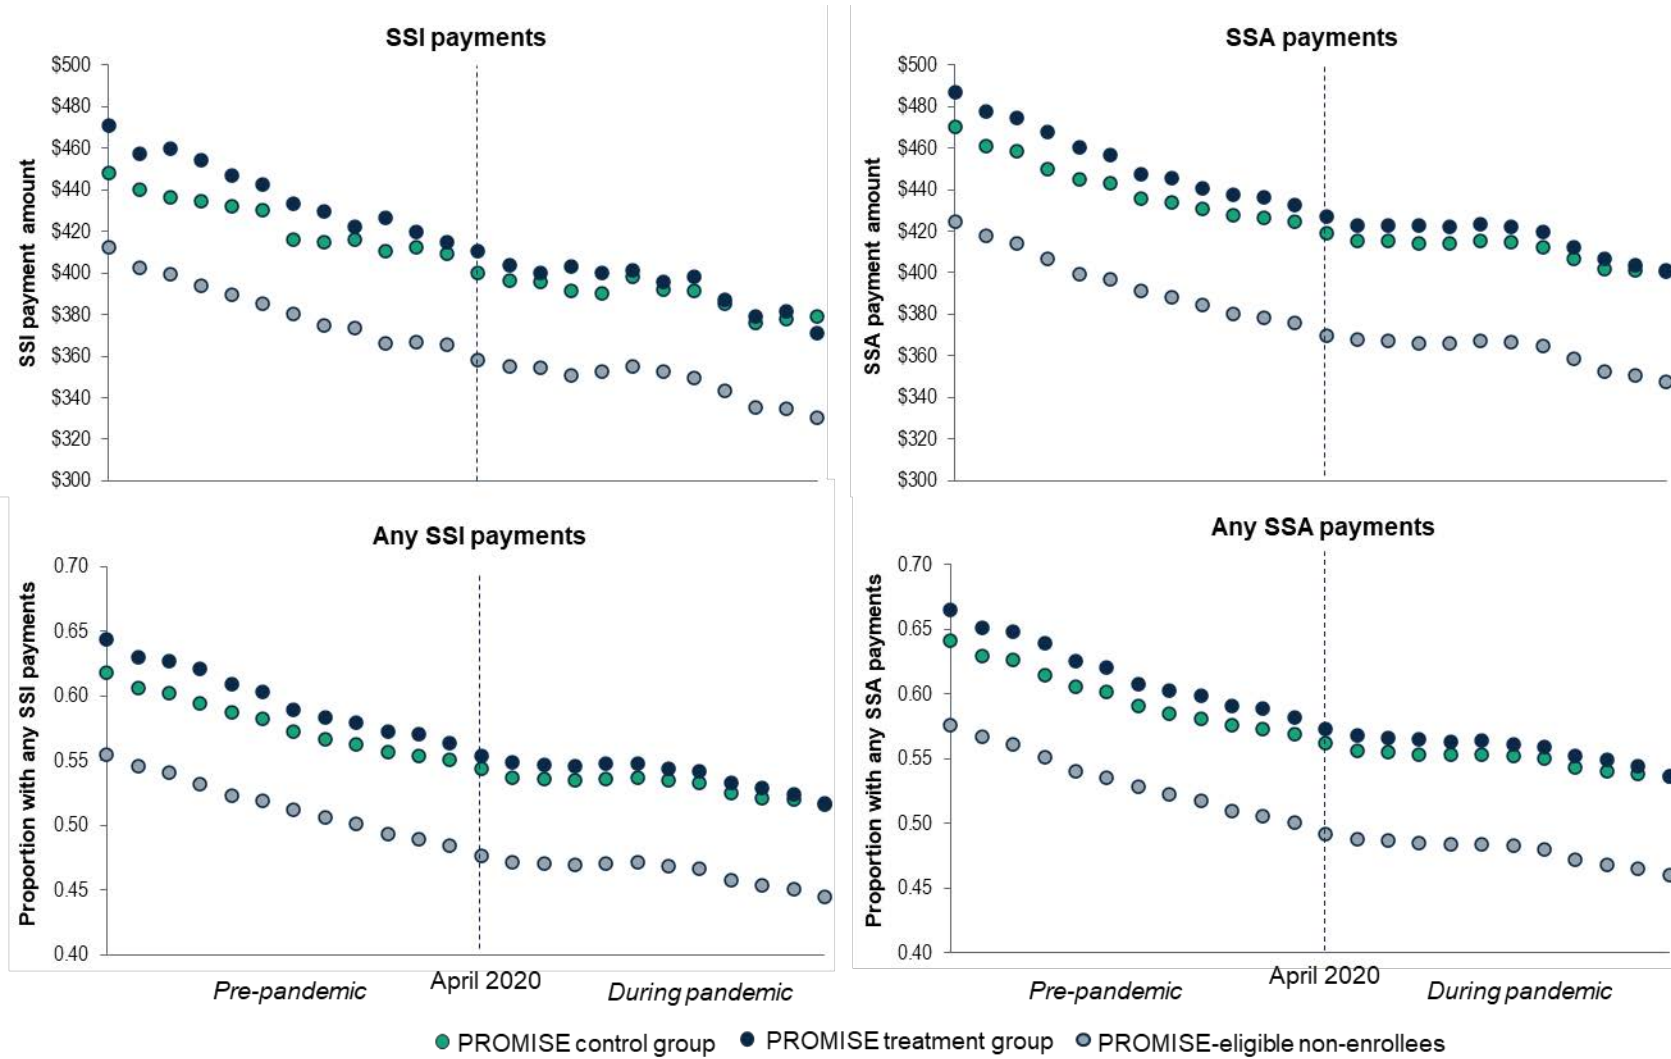 SSI payments
SSI payment amount
$500
$480
$460
$440
$420
$400
$380
$360
$340
$320
$300
SSA payments
SSA payment amount
$500
$480
$460
$440
$420
$400
$380
$360
$340
$320
$300
Any SSI payments
Proportion with any SSI payments
0.70
0.65
0.60
0.55
0.50
0.45
0.40
Pre-pandemic
April 2020
During pandemic
Any SSA payments
Proportion with any SSA payments
0.70
0.65
0.60
0.55
0.50
0.45
0.40
Pre-pandemic
April 2020
During pandemic
PROMISE control group PROMISE treatment group PROMISE-eligible non-enrollees